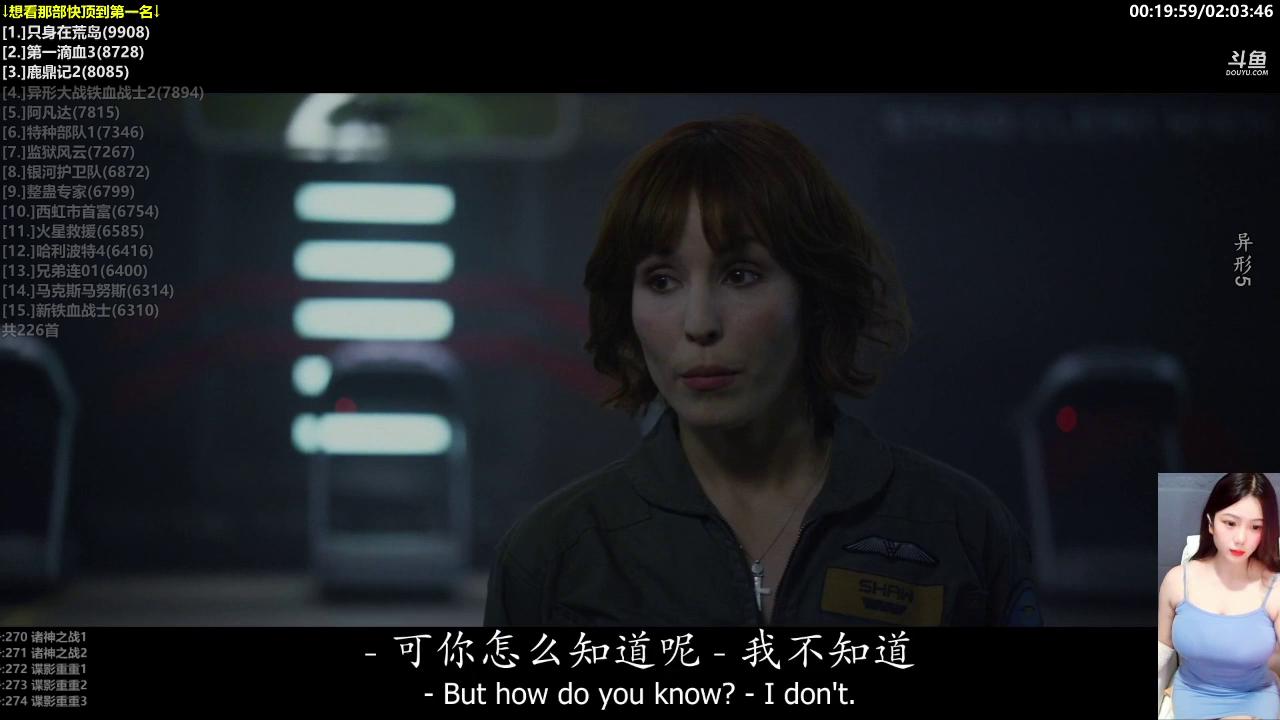 ↓想看那部快顶到第一名↓
00:19:59/02:03:46
[1.]只身在荒岛(9908)
[2.]第一滴血3(8728)
[3.]鹿鼎记2(8085)
[4.]异形大战铁血战士2(7894)
[5.]阿凡达(7815)
[6.]特种部队1(7346)
[7.]监狱风云(7267)
[8.]银河护卫队(6872)
[9.]整蛊专家(6799)
[10.]西虹市首富(6754)
[11.]火星救援(6585)
[12.]哈利波特4(6416)
[13.]兄弟连01(6400)
[14.]马克斯马努斯(6314)
[15.]新铁血战士(6310)
共226首
斗鱼
DOUYU.COM
异形5
SHAW
:270 诸神之战1
:271 诸神之战2
:272 谍影重重1
:273 谍影重重2
:274 谍影重重3
- 可你怎么知道呢 - 我不知道
- But how do you know? - I don't.